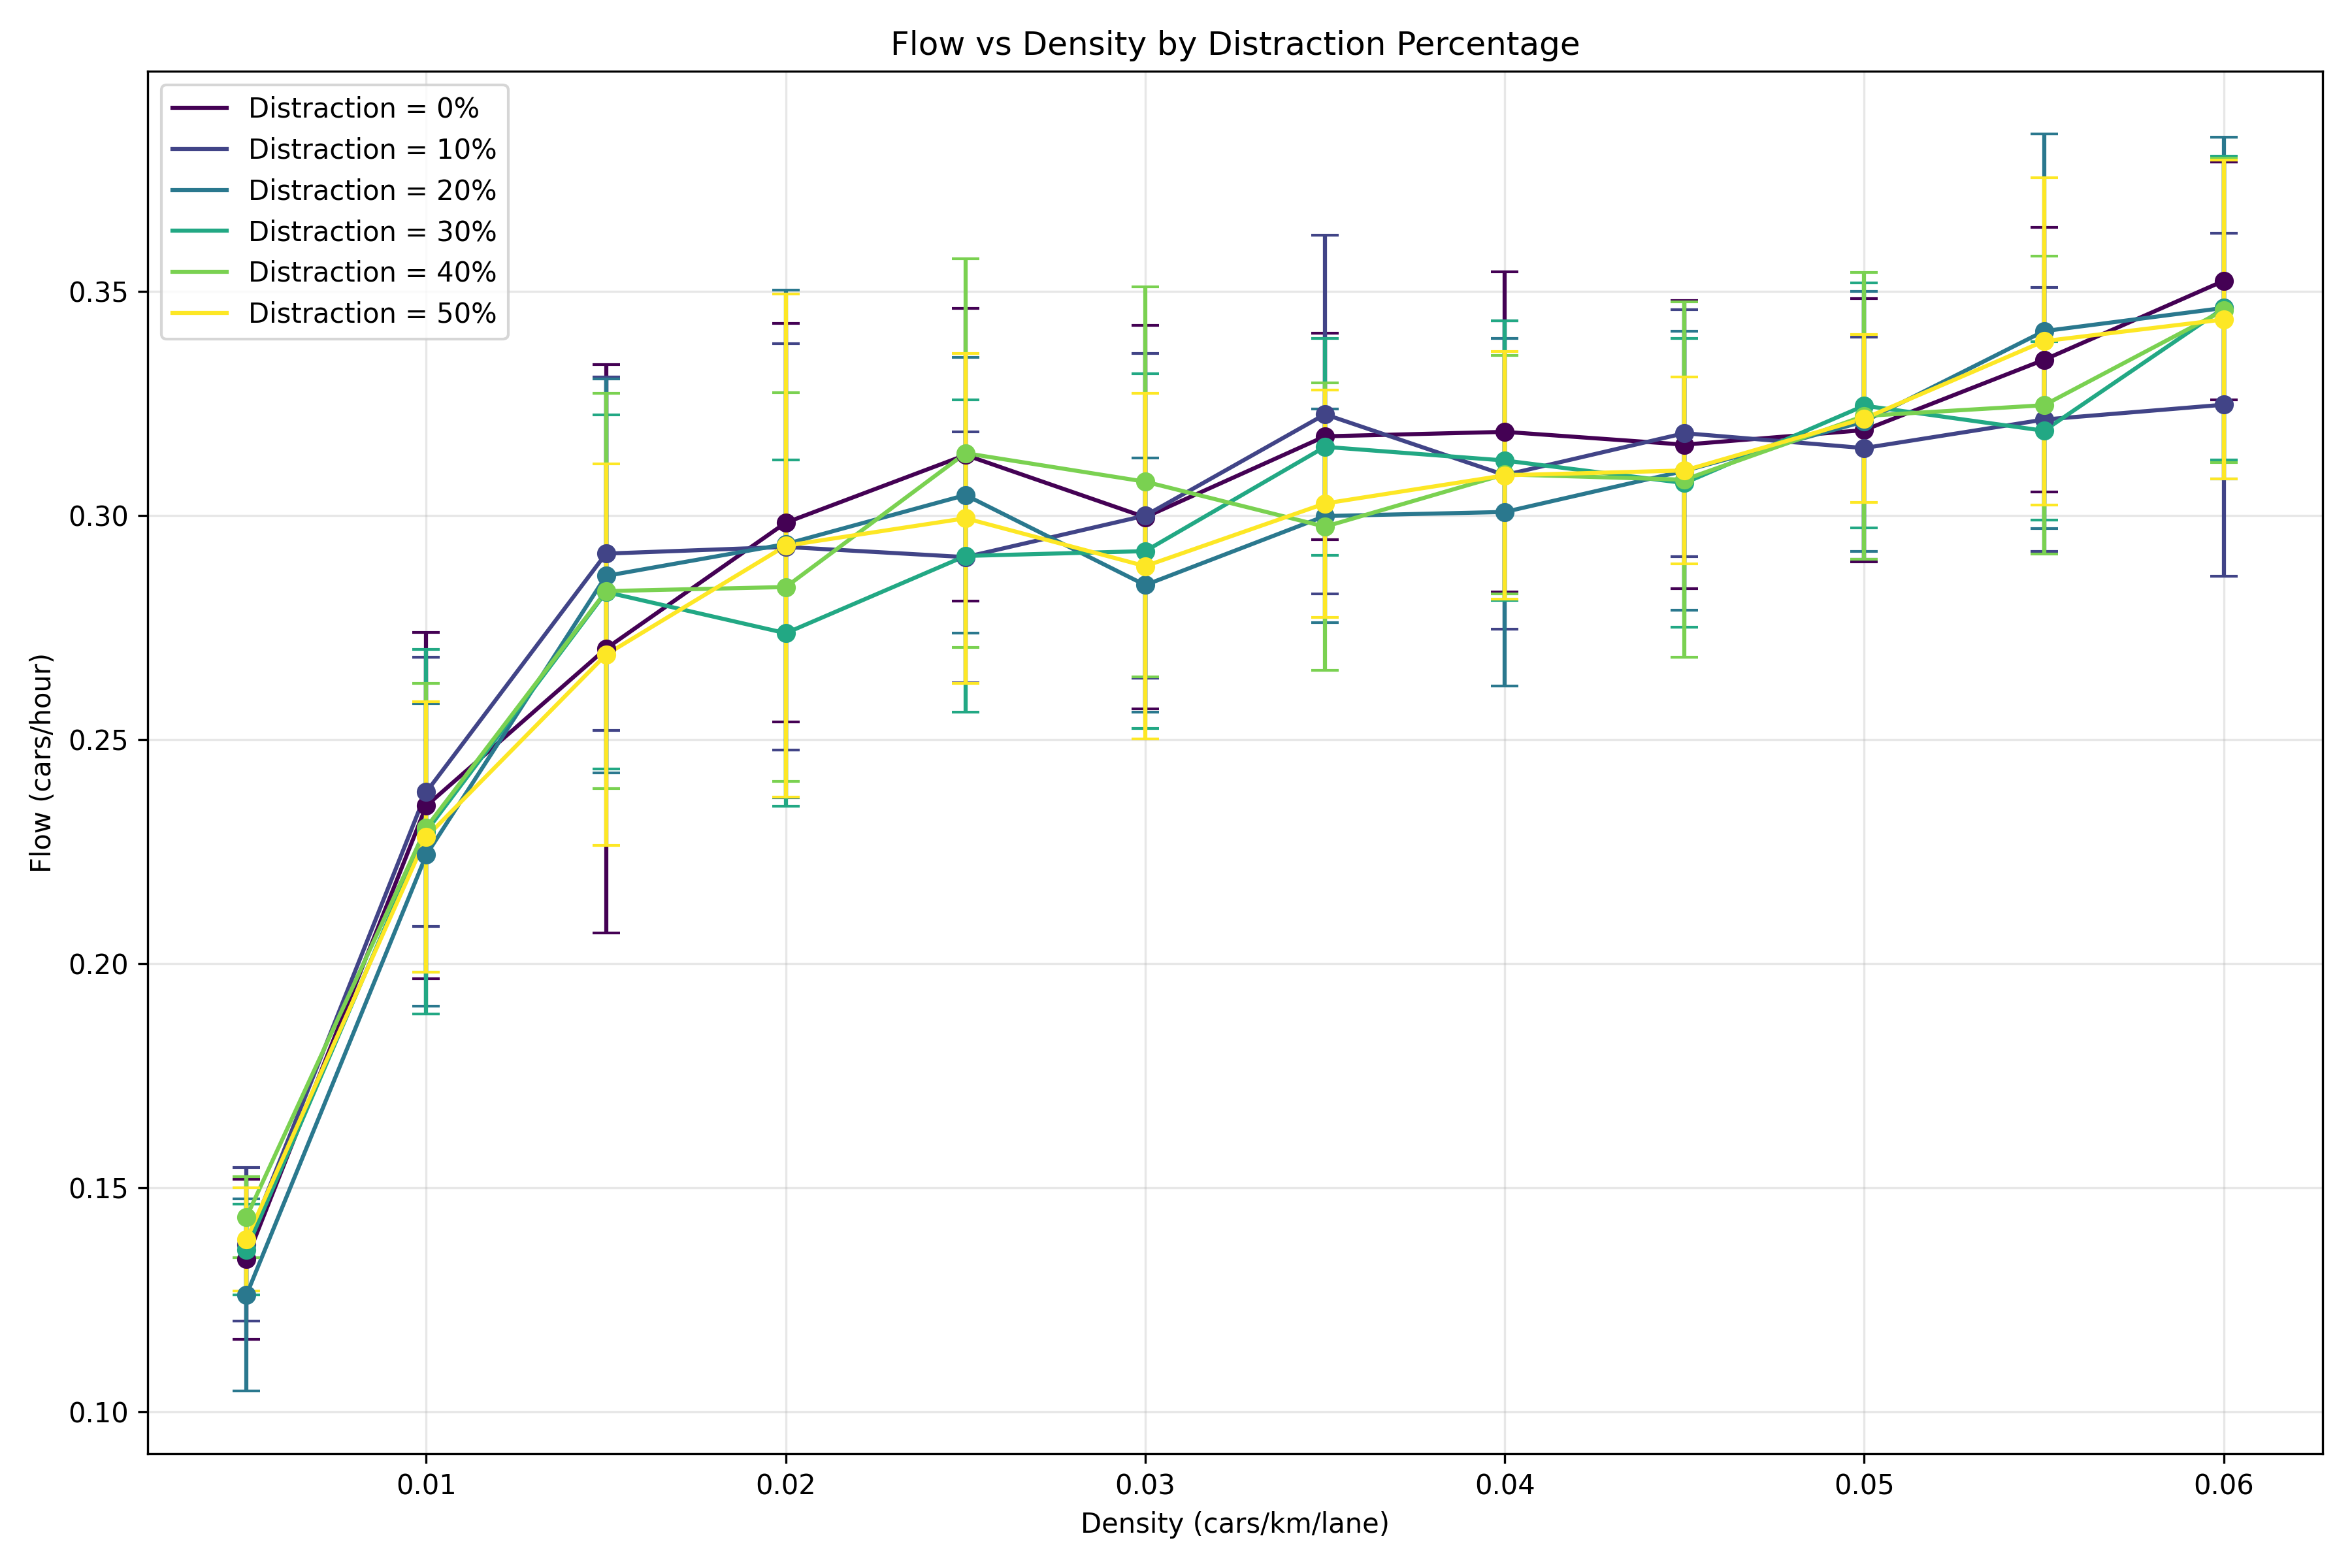 Flow vs Density by Distraction Percentage
Distraction = 0%
Distraction = 10%
Distraction = 20%
Distraction = 30%
Distraction = 40%
Distraction = 50%
Flow (cars/hour)
0.35
0.30
0.25
0.20
0.15
0.10
0.01 0.02 0.03 0.04 0.05 0.06
Density (cars/km/lane)